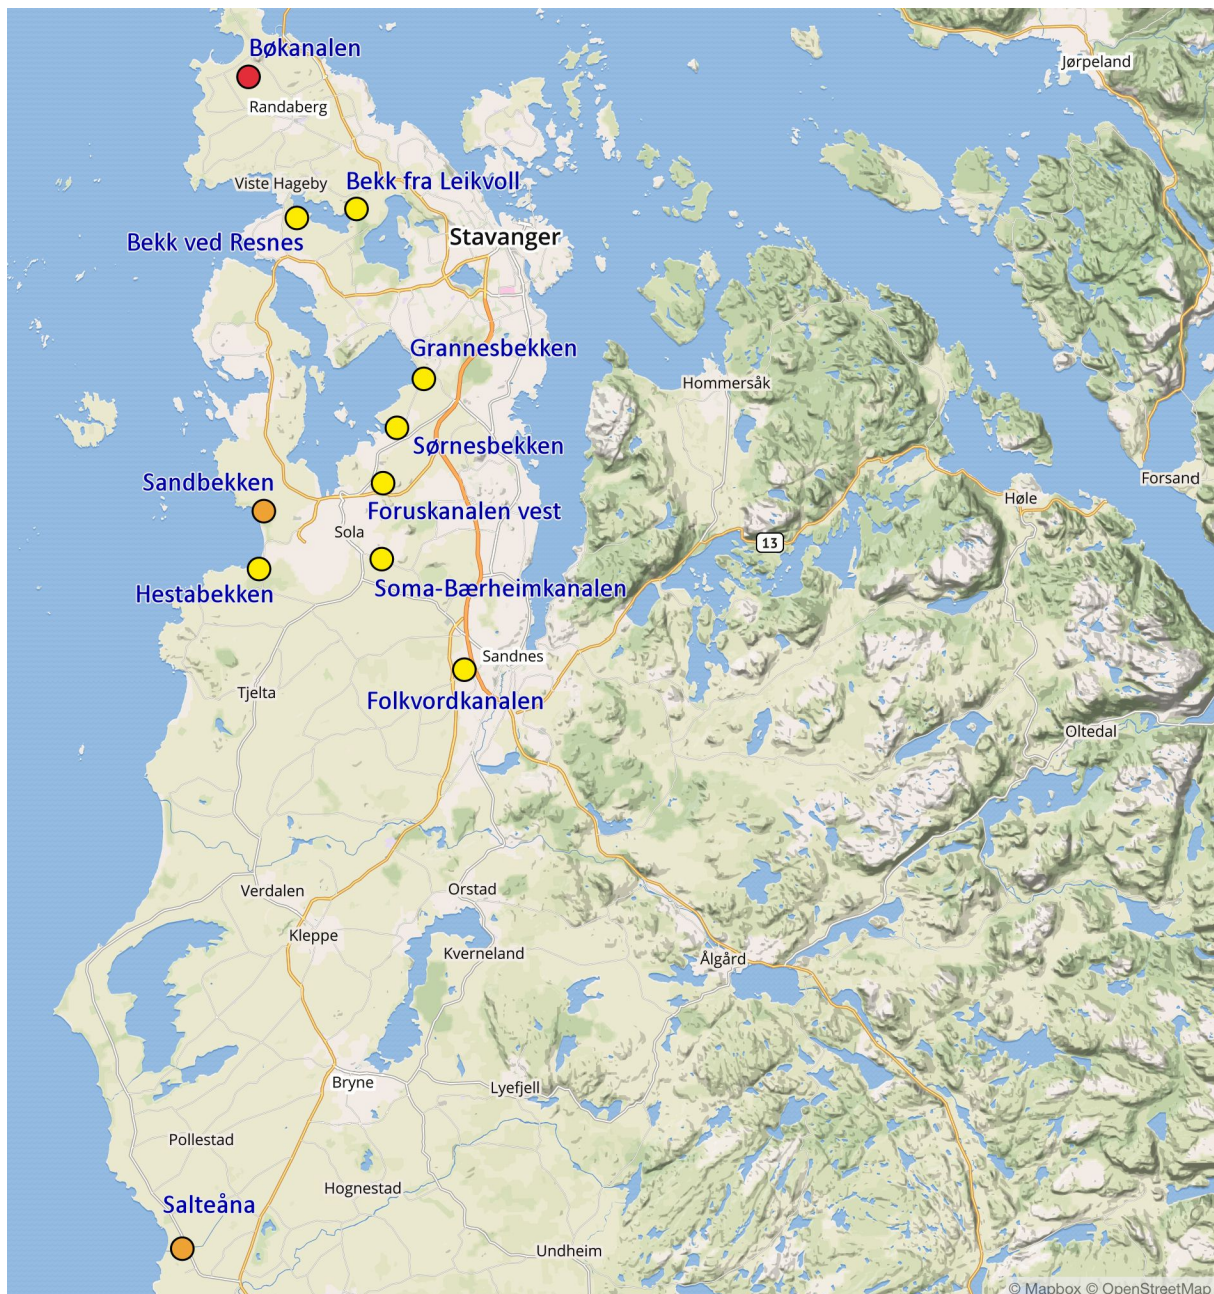 Bøkanalen
Jørpeland
Randaberg
Bekk fra Leikvoll
Viste Hageby
Bekk ved Resnes
Stavanger
Grannesbekken
Hommersåk
Sørnesbekken
Sandbekken
Forsand
Høle
Foruskanalen vest
Sola
13
Soma-Bærheimkanalen
Hestabekken
Sandnes
Tjelta
Folkvordkanalen
Oltedal
Verdalen
Orstad
Kleppe
Kverneland
Ålgård
Bryne
Lyefjell
Pollestad
Hognestad
Salteåna
Undheim
© Mapbox © OpenStreetMap